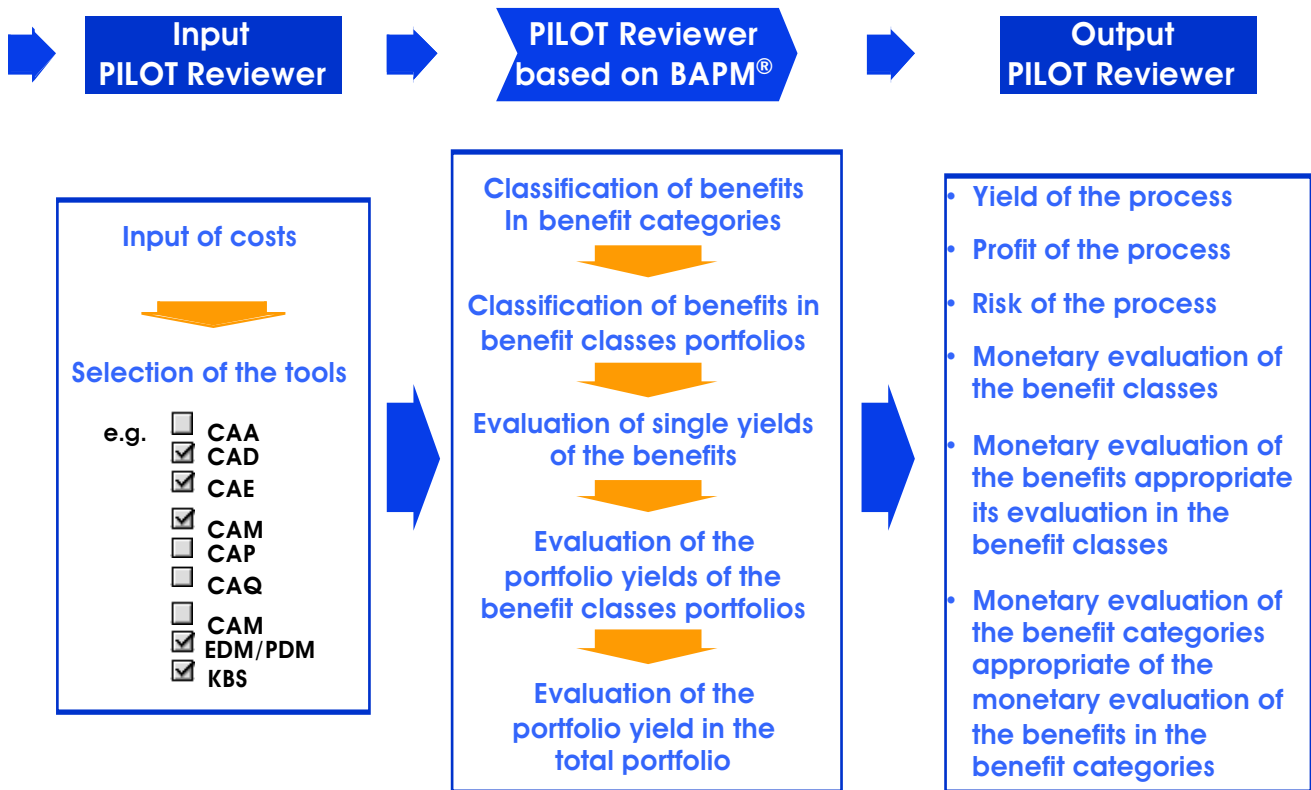 Input
PILOT Reviewer
PILOT Reviewer
based on BAPM®
Output
PILOT Reviewer
Input of costs
Selection of the tools
e.g.
CAA
CAD
CAE
CAM
CAP
CAQ
CAM
EDM/PDM
KBS
Classification of benefits
In benefit categories
Classification of benefits in
benefit classes portfolios
Evaluation of single yields
of the benefits
Evaluation of the
portfolio yields of the
benefit classes portfolios
Evaluation of the
portfolio yield in the
total portfolio
• Yield of the process
• Profit of the process
• Risk of the process
• Monetary evaluation of
the benefit classes
• Monetary evaluation of
the benefits appropriate
its evaluation in the
benefit classes
• Monetary evaluation of
the benefit categories
appropriate of the
monetary evaluation of
the benefits in the
benefit categories